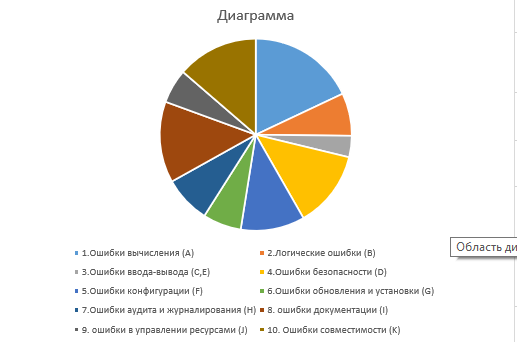 Диаграмма
1.Ошибки вычисления (A)
2.Логические ошибки (B)
3.Ошибки ввода-вывода (C,E)
4.Ошибки безопасности (D)
5.Ошибки конфигурации (F)
6.Ошибки обновления и установки (G)
7.Ошибки аудита и журналирования (H)
8. ошибки документации (I)
9. ошибки в управлении ресурсами (J)
10. Ошибки совместимости (K)
Область ди